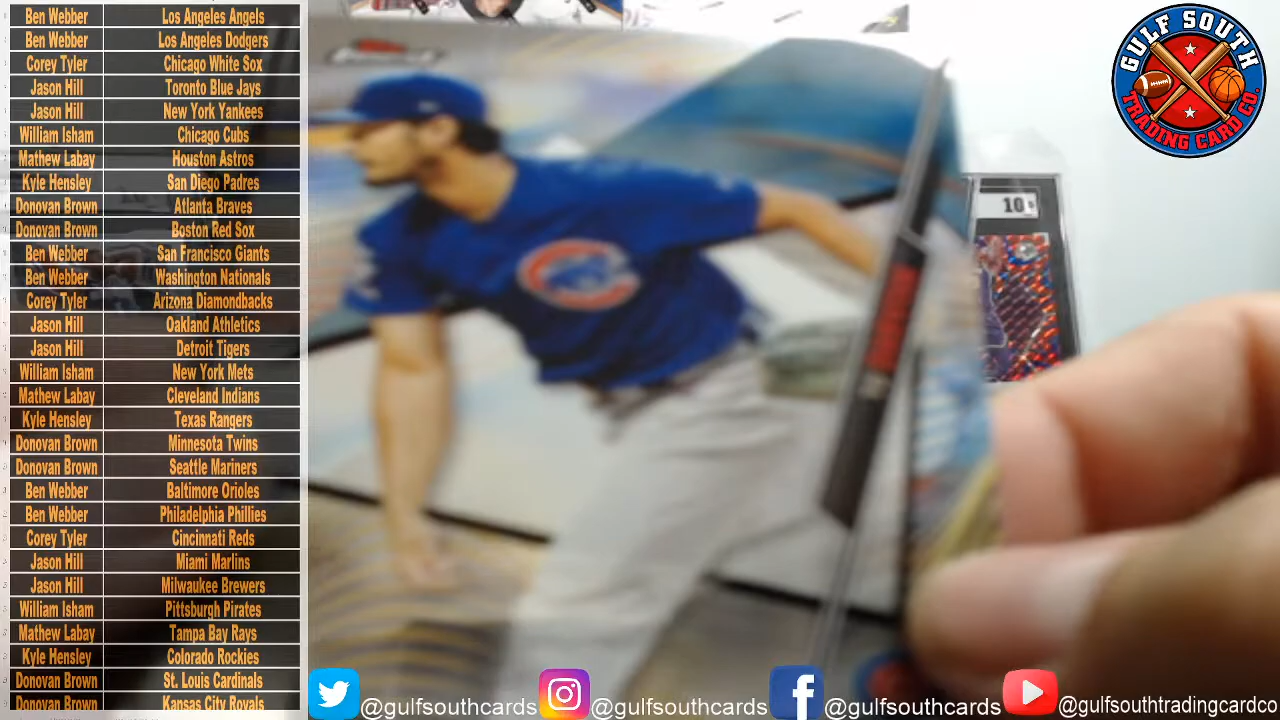 Ben Webber Los Angeles Angels
Ben Webber Los Angeles Dodgers
Corey Tyler Chicago White Sox
Jason Hill Toronto Blue Jays
Jason Hill New York Yankees
William Isham Chicago Cubs
Mathew Labay Houston Astros
Kyle Hensley San Diego Padres
Donovan Brown Atlanta Braves
Donovan Brown Boston Red Sox
Ben Webber San Francisco Giants
Ben Webber Washington Nationals
Corey Tyler Arizona Diamondbacks
Jason Hill Oakland Athletics
Jason Hill Detroit Tigers
William Isham New York Mets
Mathew Labay Cleveland Indians
Kyle Hensley Texas Rangers
Donovan Brown Minnesota Twins
Donovan Brown Seattle Mariners
Ben Webber Baltimore Orioles
Ben Webber Philadelphia Phillies
Corey Tyler Cincinnati Reds
Jason Hill Miami Marlins
Jason Hill Milwaukee Brewers
William Isham Pittsburgh Pirates
Mathew Labay Tampa Bay Rays
Kyle Hensley Colorado Rockies
Donovan Brown St. Louis Cardinals
Donovan Brown Kansas City Royals
GULF SOUTH
TRADING CARD CO.
10
@gulfsouthcards @gulfsouthcards @gulfsouthcards @gulfsouthtradingcardco